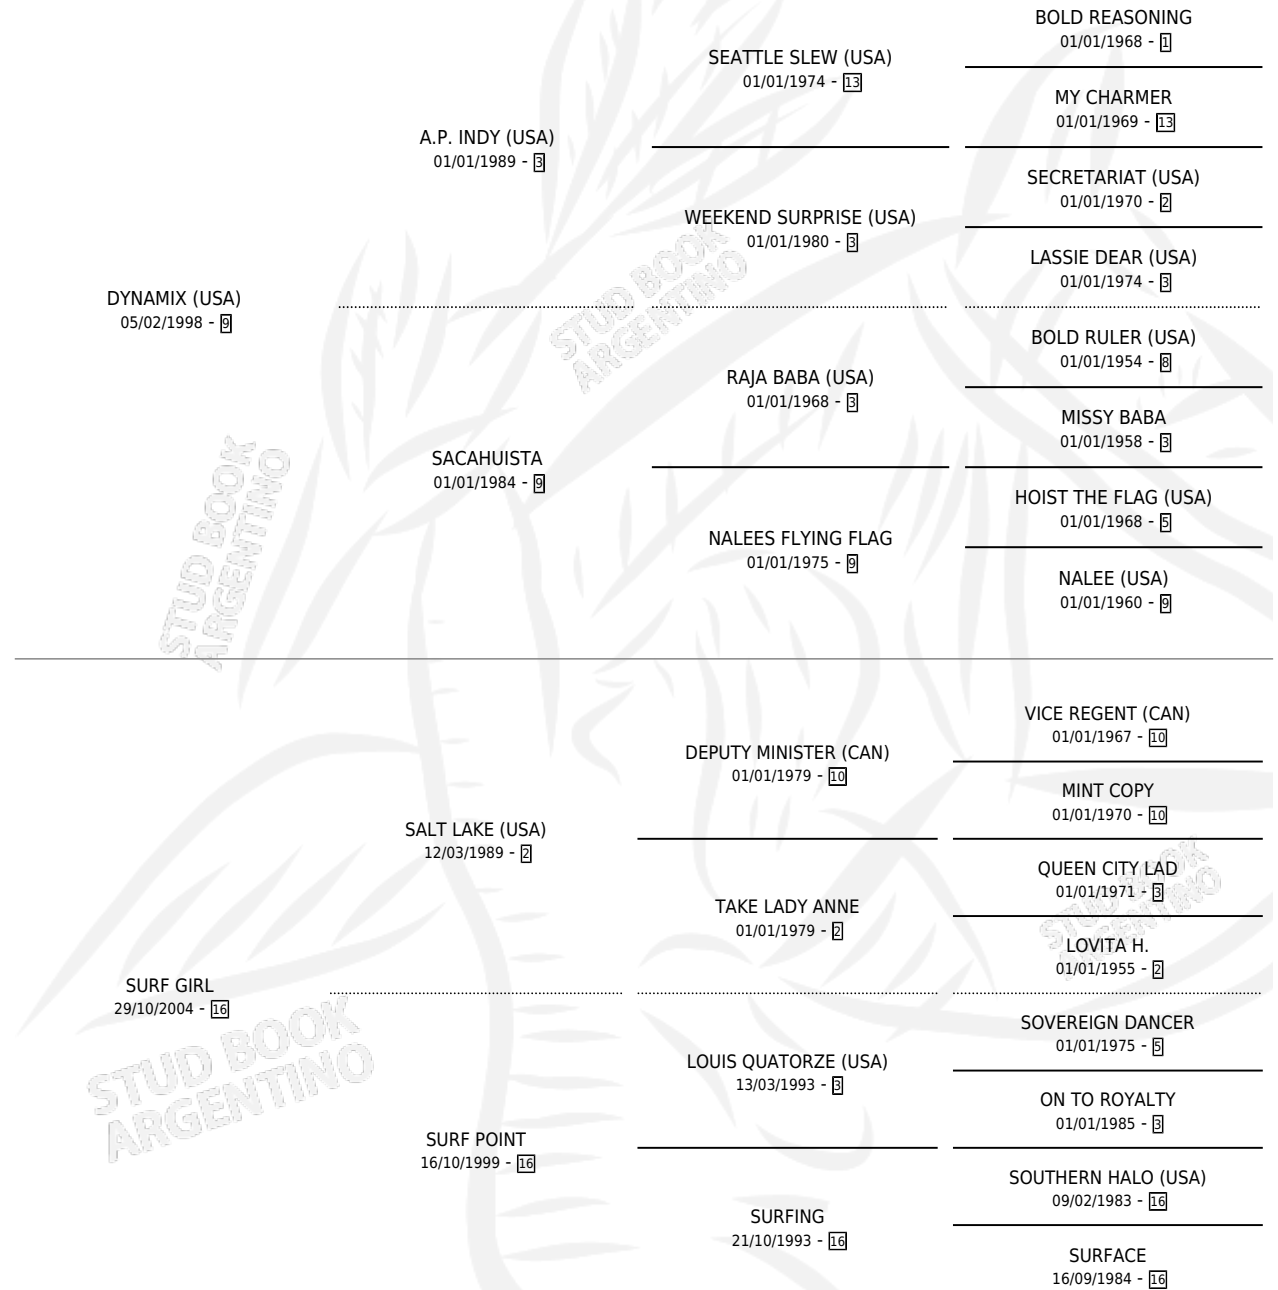 BOLD REASONING
01/01/1968 - 1
SEATTLE SLEW (USA)
01/01/1974 - 13
MY CHARMER
01/01/1969 - 13
A.P. INDY (USA)
01/01/1989 - 3
SECRETARIAT (USA)
01/01/1970 - 2
WEEKEND SURPRISE (USA)
01/01/1980 - 3
LASSIE DEAR (USA)
01/01/1974 - 3
DYNAMIX (USA)
05/02/1998 - 9
BOLD RULER (USA)
01/01/1954 - 8
RAJA BABA (USA)
01/01/1968 - 3
MISSY BABA
01/01/1958 - 3
SACAHUISTA
01/01/1984 - 9
HOIST THE FLAG (USA)
01/01/1968 - 5
NALEES FLYING FLAG
01/01/1975 - 9
NALEE (USA)
01/01/1960 - 9
VICE REGENT (CAN)
01/01/1967 - 10
DEPUTY MINISTER (CAN)
01/01/1979 - 10
MINT COPY
01/01/1970 - 10
SALT LAKE (USA)
12/03/1989 - 2
QUEEN CITY LAD
01/01/1971 - 3
TAKE LADY ANNE
01/01/1979 - 2
LOVITA H.
01/01/1955 - 2
SURF GIRL
29/10/2004 - 16
SOVEREIGN DANCER
01/01/1975 - 5
LOUIS QUATORZE (USA)
13/03/1993 - 3
ON TO ROYALTY
01/01/1985 - 3
SURF POINT
16/10/1999 - 16
SOUTHERN HALO (USA)
09/02/1983 - 16
SURFING
21/10/1993 - 16
SURFACE
16/09/1984 - 16
STUD BOOK
ARGENTINO
STUD BOOK
ARGENTINO
STUD BOOK
ARGENTINO
STUD BOOK
ARGENTINO